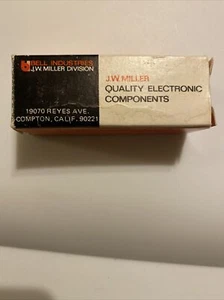 BELL INDUSTRIES
J.W. MILLER DIVISION
19070 REYES AVE.
COMPTON, CALIF. 90221
J.W. MILLER
QUALITY ELECTRONIC
COMPONENTS